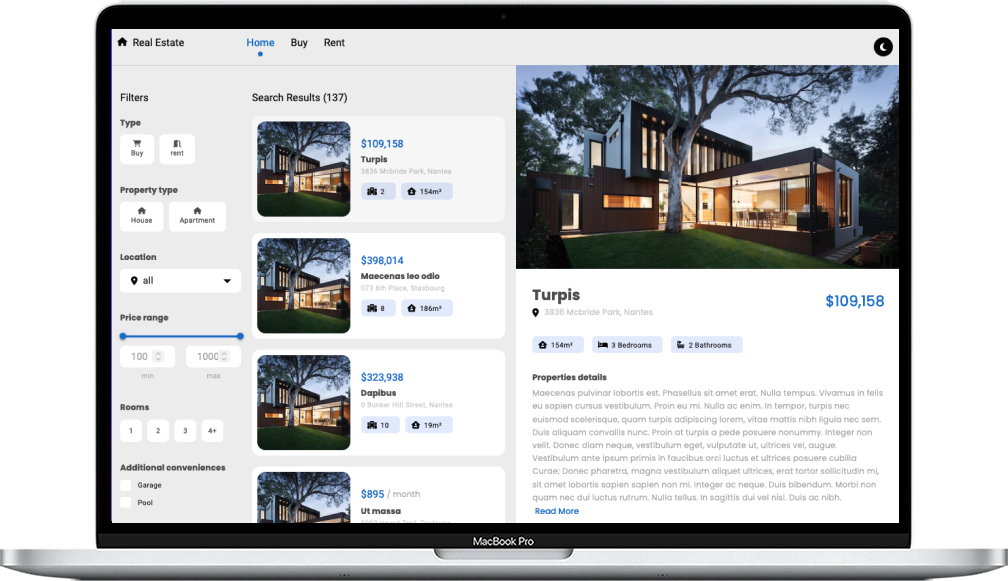 Real Estate
Home Buy Rent
Filters
Type
Buy
rent
Property type
House
Apartment
Location
all
Price range
100
1000
min
max
Rooms
1 2 3 4+
Additional conveniences
Garage
Pool
Search Results (137)
$109,158
Turpis
3836 Mcbride Park, Nantes
2 154m²
$398,014
Maecenas leo odio
073 6th Place, Stasbourg
8 186m²
$323,938
Dapibus
0 Bunker Hill Street, Nantes
10 19m²
$895 / month
Ut massa
Turpis
$109,158
3836 Mcbride Park, Nantes
154m² 3 Bedrooms 2 Bathrooms
Properties details
Maecenas pulvinar lobortis est. Phasellus sit amet erat. Nulla tempus. Vivamus in felis
eu sapien cursus vestibulum. Proin eu mi. Nulla ac enim. In tempor, turpis nec
euismod scelerisque, quam turpis adipiscing lorem, vitae mattis nibh ligula nec sem.
Duis aliquam convallis nunc. Proin at turpis a pede posuere nonummy. Integer non
velit. Donec diam neque, vestibulum eget, vulputate ut, ultrices vel, augue.
Vestibulum ante ipsum primis in faucibus orci luctus et ultrices posuere cubilia
Curae; Donec pharetra, magna vestibulum aliquet ultrices, erat tortor sollicitudin mi,
sit amet lobortis sapien sapien non mi. Integer ac neque. Duis bibendum. Morbi non
quam nec dui luctus rutrum. Nulla tellus. In sagittis dui vel nisl. Duis ac nibh.
Read More
MacBook Pro